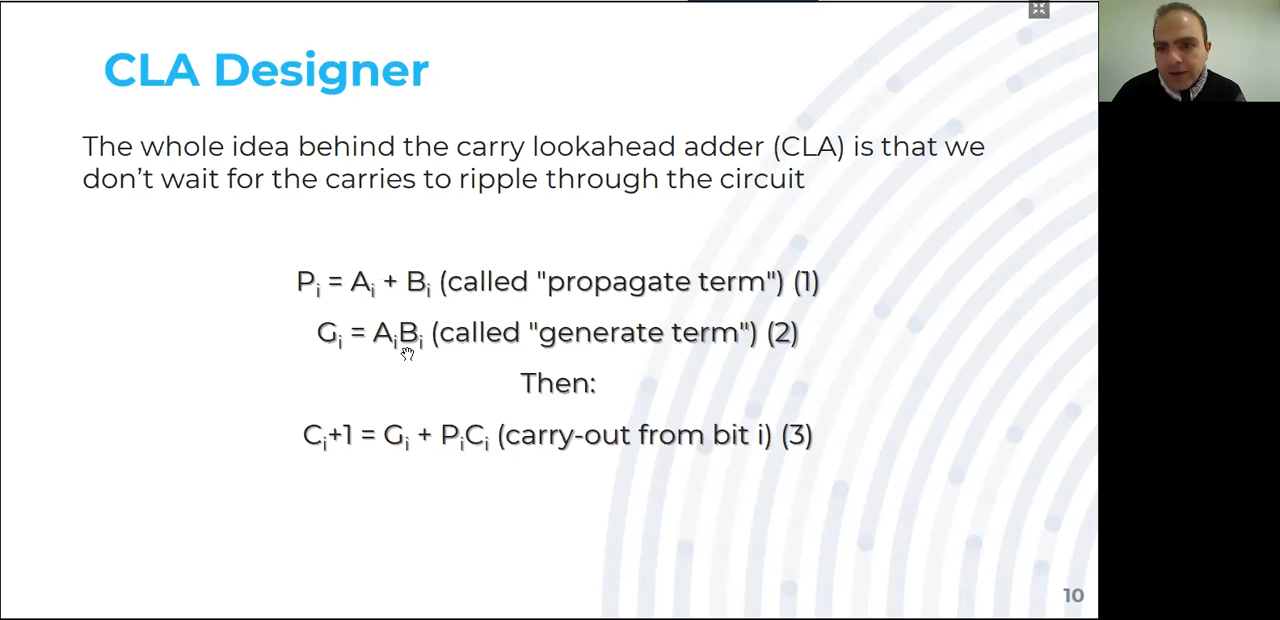 CLA Designer
The whole idea behind the carry lookahead adder (CLA) is that we
don’t wait for the carries to ripple through the circuit
Pᵢ = Aᵢ + Bᵢ (called "propagate term") (1)
Gᵢ = AᵢBᵢ (called "generate term") (2)
Then:
Cᵢ+1 = Gᵢ + PᵢCᵢ (carry-out from bit i) (3)
10